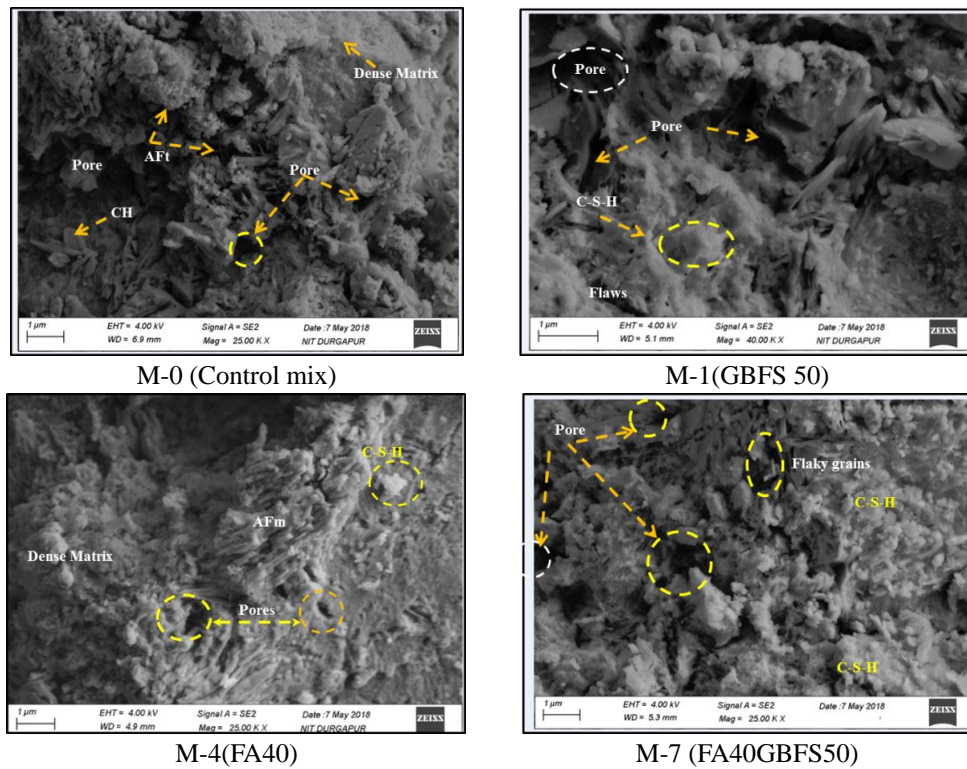 Dense Matrix
AFt
Pore
Pore
CH
1 µm
EHT = 4.00 kV
Signal A = SE2
Date :7 May 2018
WD = 6.9 mm
Mag = 25.00 K X
NIT DURGAPUR
ZEISS
M-0 (Control mix)
Pore
Pore
C-S-H
Flaws
1 µm
EHT = 4.00 kV
Signal A = SE2
Date :7 May 2018
WD = 5.1 mm
Mag = 40.00 K X
NIT DURGAPUR
ZEISS
M-1(GBFS 50)
C-S-H
AFm
Dense Matrix
Pores
1 µm
EHT = 4.00 kV
Signal A = SE2
Date :7 May 2018
WD = 4.9 mm
Mag = 25.00 K X
NIT DURGAPUR
ZEISS
M-4(FA40)
Pore
Flaky grains
C-S-H
C-S-H
1 µm
EHT = 4.00 kV
Signal A = SE2
Date :7 May 2018
WD = 5.3 mm
Mag = 25.00 K X
NIT DURGAPUR
ZEISS
M-7 (FA40GBFS50)